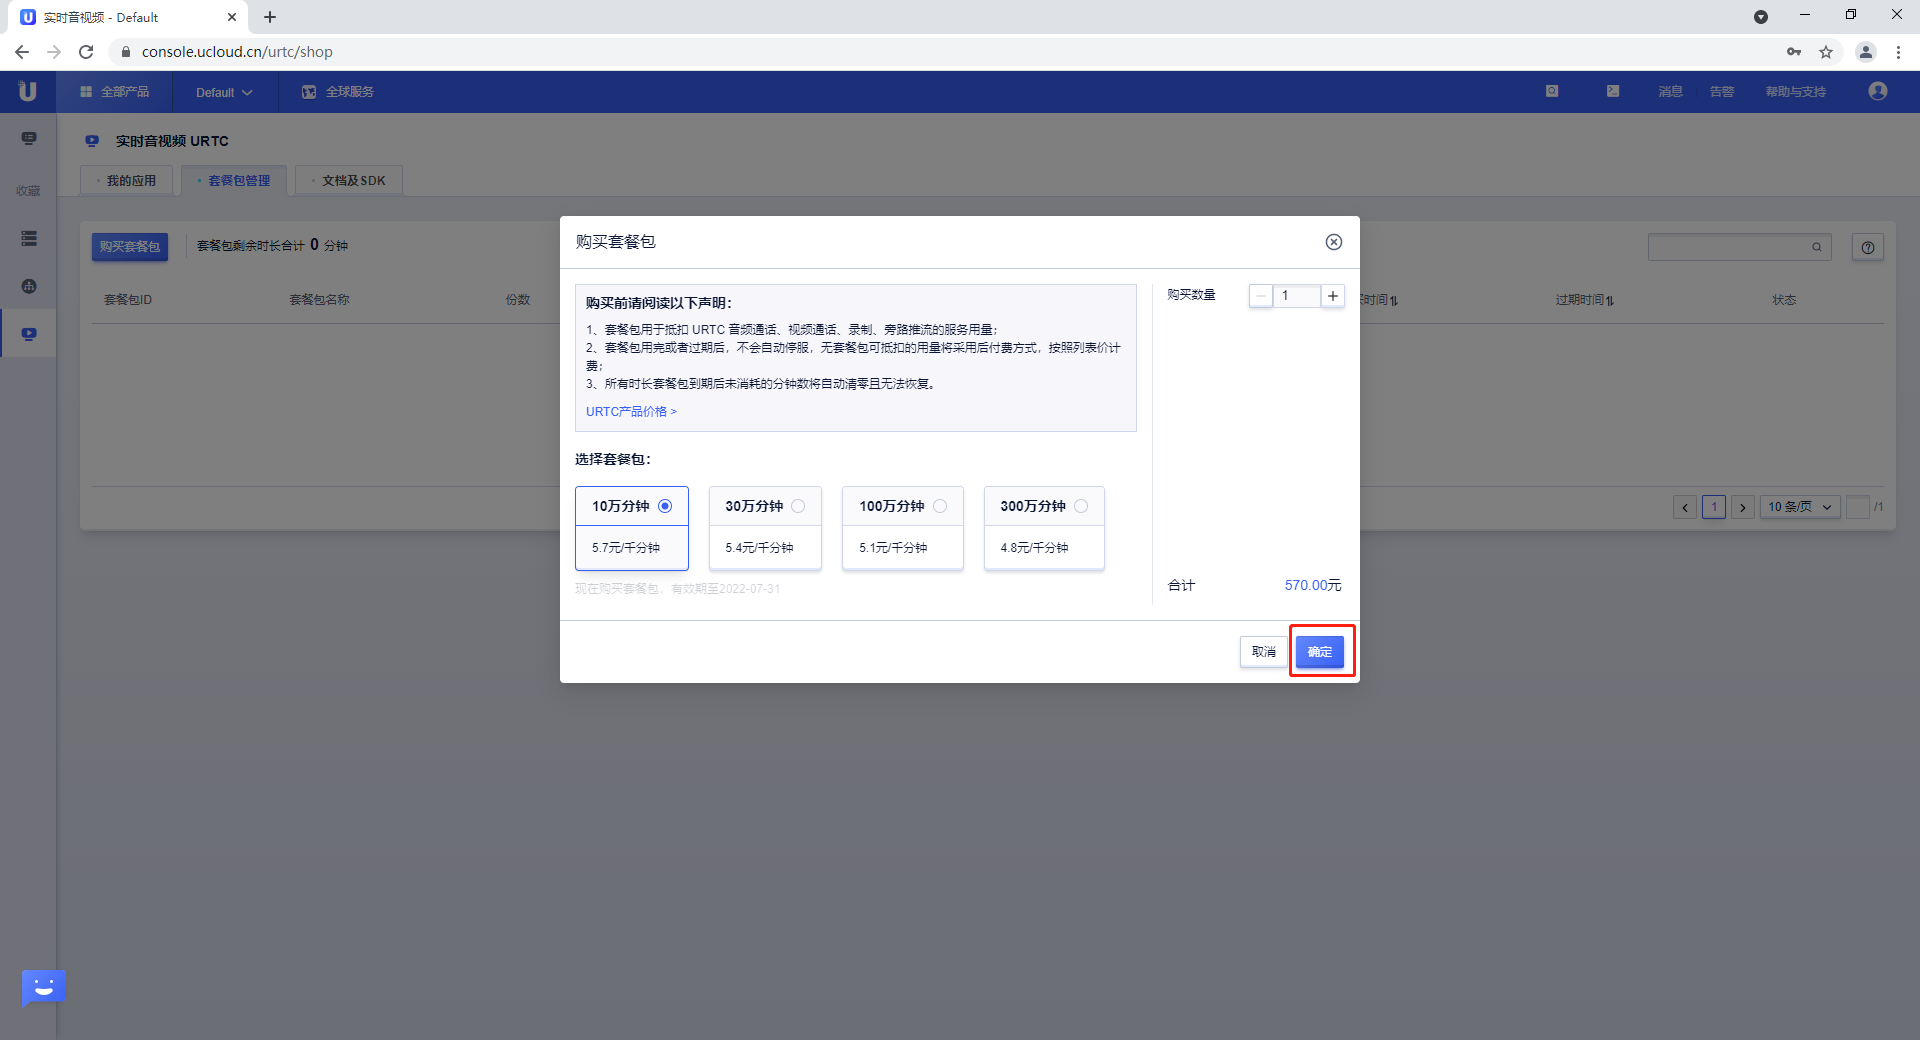 实时音视频 - Default
console.ucloud.cn/urtc/shop
全部产品
Default
全球服务
消息
告警
帮助与支持
收藏
实时音视频 URTC
我的应用
套餐包管理
文档及SDK
购买套餐包
套餐包剩余时长合计 0 分钟
套餐包ID
套餐包名称
份数
时间
过期时间
状态
购买套餐包
购买前请阅读以下声明：
1、套餐包用于抵扣 URTC 音频通话、视频通话、录制、旁路推流的服务用量；
2、套餐包用完或者过期后，不会自动停服，无套餐包可抵扣的用量将采用后付费方式，按照列表价计
费；
3、所有时长套餐包到期后未消耗的分钟数将自动清零且无法恢复。
URTC产品价格 >
购买数量
1
选择套餐包：
10万分钟
30万分钟
100万分钟
300万分钟
5.7元/千分钟
5.4元/千分钟
5.1元/千分钟
4.8元/千分钟
现在购买套餐包，有效期至2022-07-31
合计
570.00元
取消
确定
1
10 条/页
/1